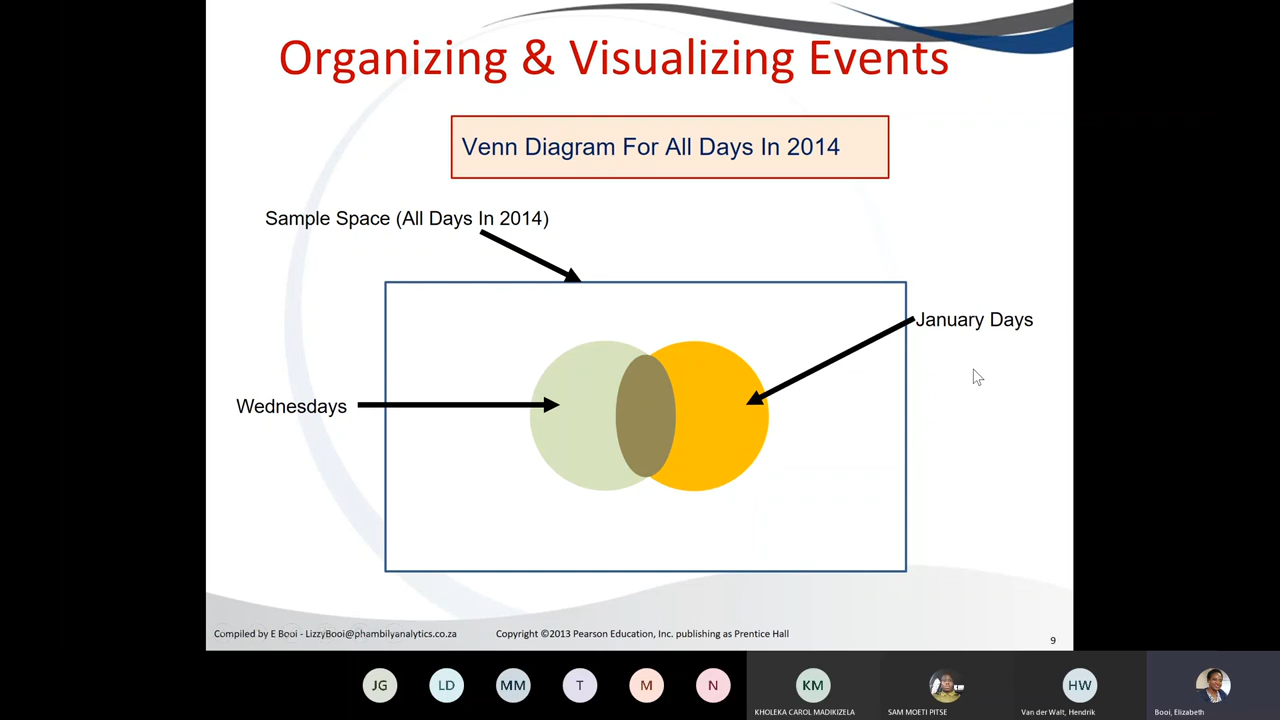 Organizing & Visualizing Events
Venn Diagram For All Days In 2014
Sample Space (All Days In 2014)
January Days
Wednesdays
Compiled by E Booi - LizzyBooi@phambilyanalytics.co.za
Copyright ©2013 Pearson Education, Inc. publishing as Prentice Hall
9
JG
LD
MM
T
M
N
KM
HW
KHOLEKA CAROL MADIKIZELA
SAM MOETI PITSE
Van der Walt, Hendrik
Booi, Elizabeth